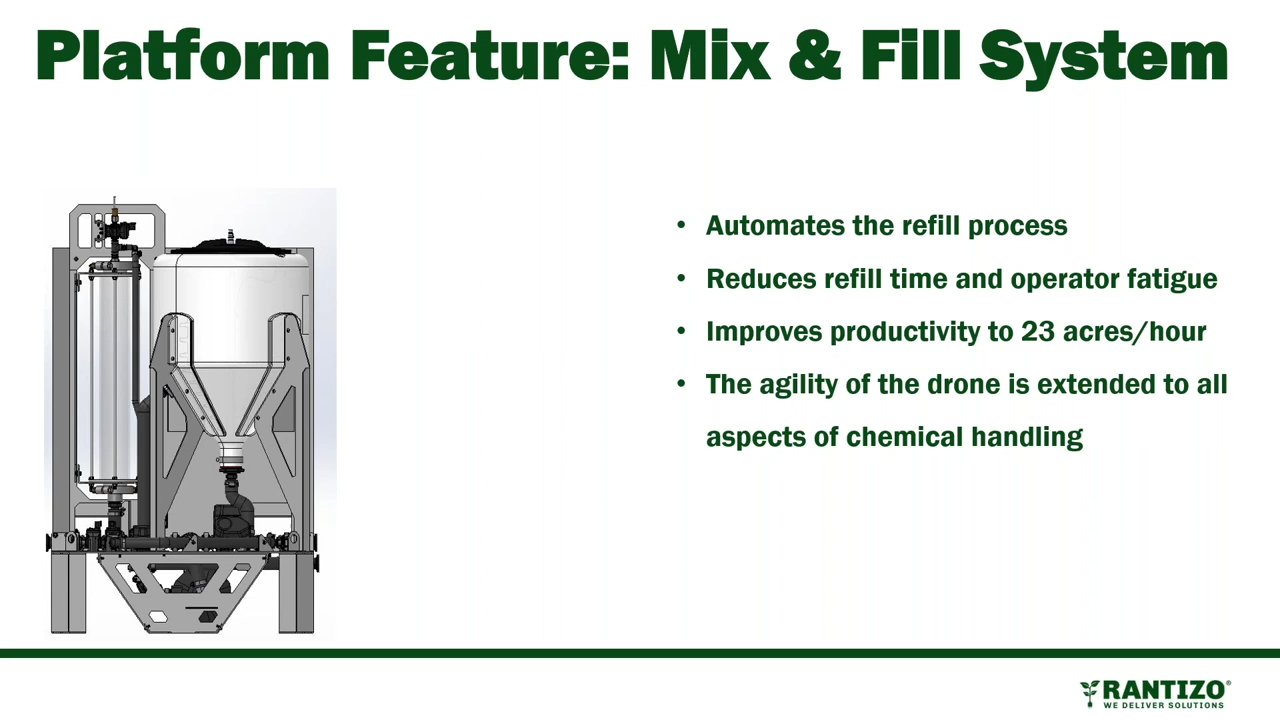 Platform Feature: Mix & Fill System
• Automates the refill process
• Reduces refill time and operator fatigue
• Improves productivity to 23 acres/hour
• The agility of the drone is extended to all
aspects of chemical handling
RANTIZO®
WE DELIVER SOLUTIONS